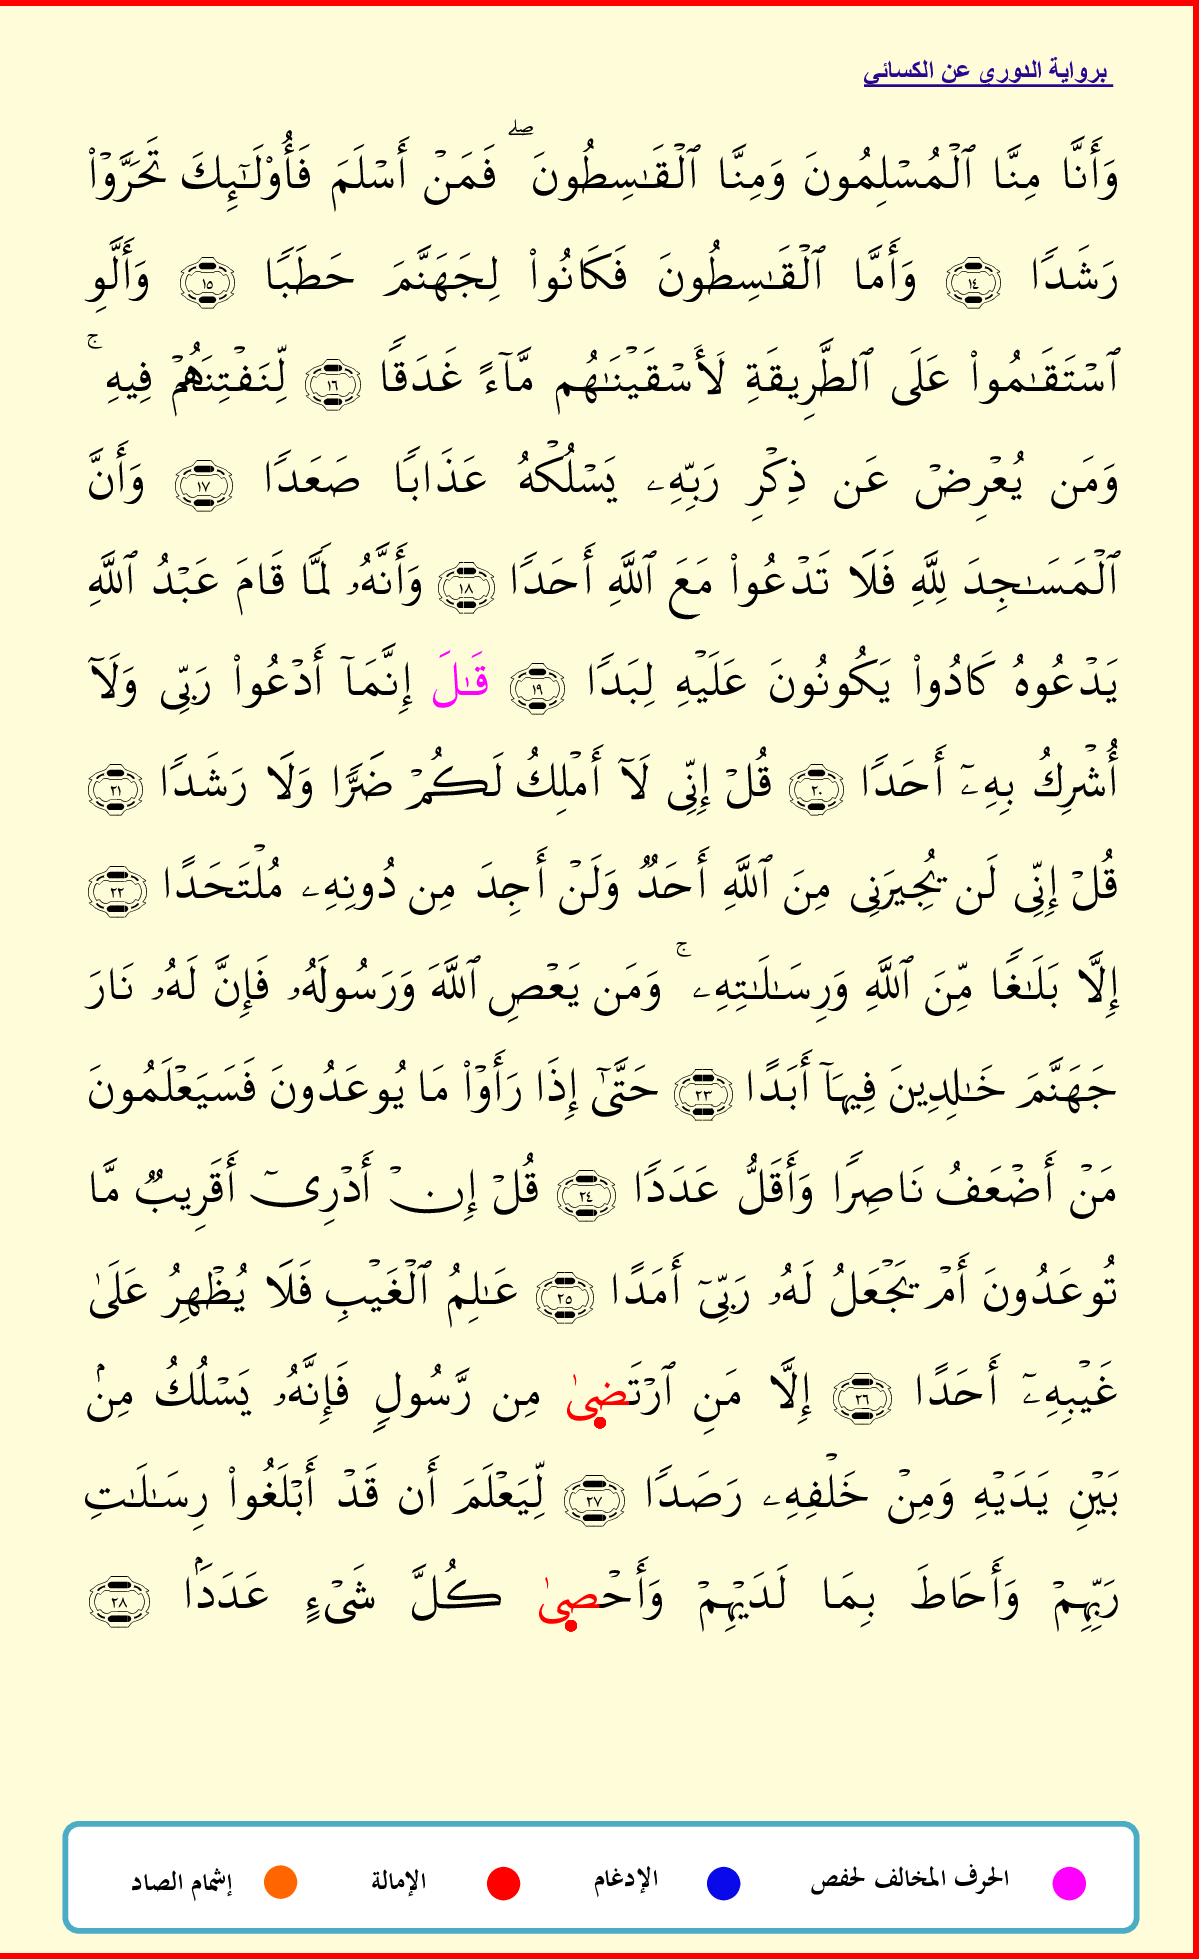 برواية الدوري عن الكسائي
وَأَنَّا مِنَّا ٱلۡمُسۡلِمُونَ وَمِنَّا ٱلۡقَـٰسِطُونَۖ فَمَنۡ أَسۡلَمَ فَأُوْلَـٰٓئِكَ تَحَرَّوۡاْ
رَشَدًا ١٤ وَأَمَّا ٱلۡقَـٰسِطُونَ فَكَانُواْ لِجَهَنَّمَ حَطَبًا ١٥ وَأَلَّوِ
ٱسۡتَقَـٰمُواْ عَلَى ٱلطَّرِيقَةِ لَأَسۡقَيۡنَـٰهُم مَّآءً غَدَقًا ١٦ لِّنَفۡتِنَهُمۡ فِيهِۚ
وَمَن يُعۡرِضۡ عَن ذِكۡرِ رَبِّهِۦ يَسۡلُكۡهُ عَذَابًا صَعَدًا ١٧ وَأَنَّ
ٱلۡمَسَـٰجِدَ لِلَّهِ فَلَا تَدۡعُواْ مَعَ ٱللَّهِ أَحَدًا ١٨ وَأَنَّهُۥ لَمَّا قَامَ عَبۡدُ ٱللَّهِ
يَدۡعُوهُ كَادُواْ يَكُونُونَ عَلَيۡهِ لِبَدًا ١٩ قَـٰلَ إِنَّمَآ أَدۡعُواْ رَبِّى وَلَآ
أُشۡرِكُ بِهِۦٓ أَحَدًا ٢٠ قُلۡ إِنِّى لَآ أَمۡلِكُ لَكُمۡ ضَرًّا وَلَا رَشَدًا ٢١
قُلۡ إِنِّى لَن يُجِيرَنِى مِنَ ٱللَّهِ أَحَدٌ وَلَنۡ أَجِدَ مِن دُونِهِۦ مُلۡتَحَدًا ٢٢
إِلَّا بَلَـٰغًا مِّنَ ٱللَّهِ وَرِسَـٰلَـٰتِهِۦۚ وَمَن يَعۡصِ ٱللَّهَ وَرَسُولَهُۥ فَإِنَّ لَهُۥ نَارَ
جَهَنَّمَ خَـٰلِدِينَ فِيهَآ أَبَدًا ٢٣ حَتَّىٰٓ إِذَا رَأَوۡاْ مَا يُوعَدُونَ فَسَيَعۡلَمُونَ
مَنۡ أَضۡعَفُ نَاصِرًا وَأَقَلُّ عَدَدًا ٢٤ قُلۡ إِنۡ أَدۡرِىٓ أَقَرِيبٌ مَّا
تُوعَدُونَ أَمۡ يَجۡعَلُ لَهُۥ رَبِّىٓ أَمَدًا ٢٥ عَـٰلِمُ ٱلۡغَيۡبِ فَلَا يُظۡهِرُ عَلَىٰ
غَيۡبِهِۦٓ أَحَدًا ٢٦ إِلَّا مَنِ ٱرۡتَضىٰ مِن رَّسُولٍ فَإِنَّهُۥ يَسۡلُكُ مِنۢ
بَيۡنِ يَدَيۡهِ وَمِنۡ خَلۡفِهِۦ رَصَدًا ٢٧ لِّيَعۡلَمَ أَن قَدۡ أَبۡلَغُواْ رِسَـٰلَـٰتِ
رَبِّهِمۡ وَأَحَاطَ بِمَا لَدَيۡهِمۡ وَأَحۡصىٰ كُلَّ شَىۡءٍ عَدَدَۢا ٢٨
الحرف المخالف لحفص الإدغام الإمالة إشمام الصاد